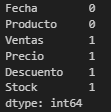 Fecha 0
Producto 0
Ventas 1
Precio 1
Descuento 1
Stock 1
dtype: int64